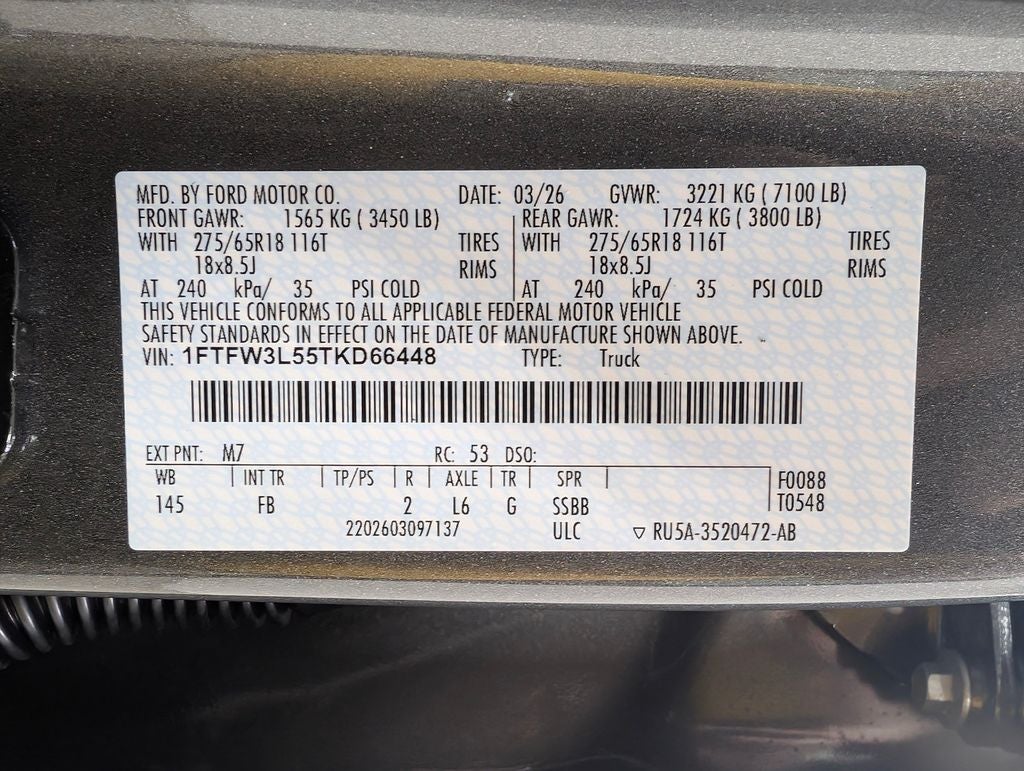 MFD. BY FORD MOTOR CO. DATE: 03/26 GVWR: 3221 KG ( 7100 LB)
FRONT GAWR: 1565 KG ( 3450 LB) REAR GAWR: 1724 KG ( 3800 LB)
WITH 275/65R18 116T TIRES WITH 275/65R18 116T TIRES
18x8.5J RIMS 18x8.5J RIMS
AT 240 kPa/ 35 PSI COLD AT 240 kPa/ 35 PSI COLD
THIS VEHICLE CONFORMS TO ALL APPLICABLE FEDERAL MOTOR VEHICLE
SAFETY STANDARDS IN EFFECT ON THE DATE OF MANUFACTURE SHOWN ABOVE.
VIN: 1FTFW3L55TKD66448 TYPE: Truck
EXT PNT: M7 RC: 53 DSO:
WB INT TR TP/PS R AXLE TR SPR F0088
145 FB 2 L6 G SSBB T0548
2202603097137 ULC ▽ RU5A-3520472-AB